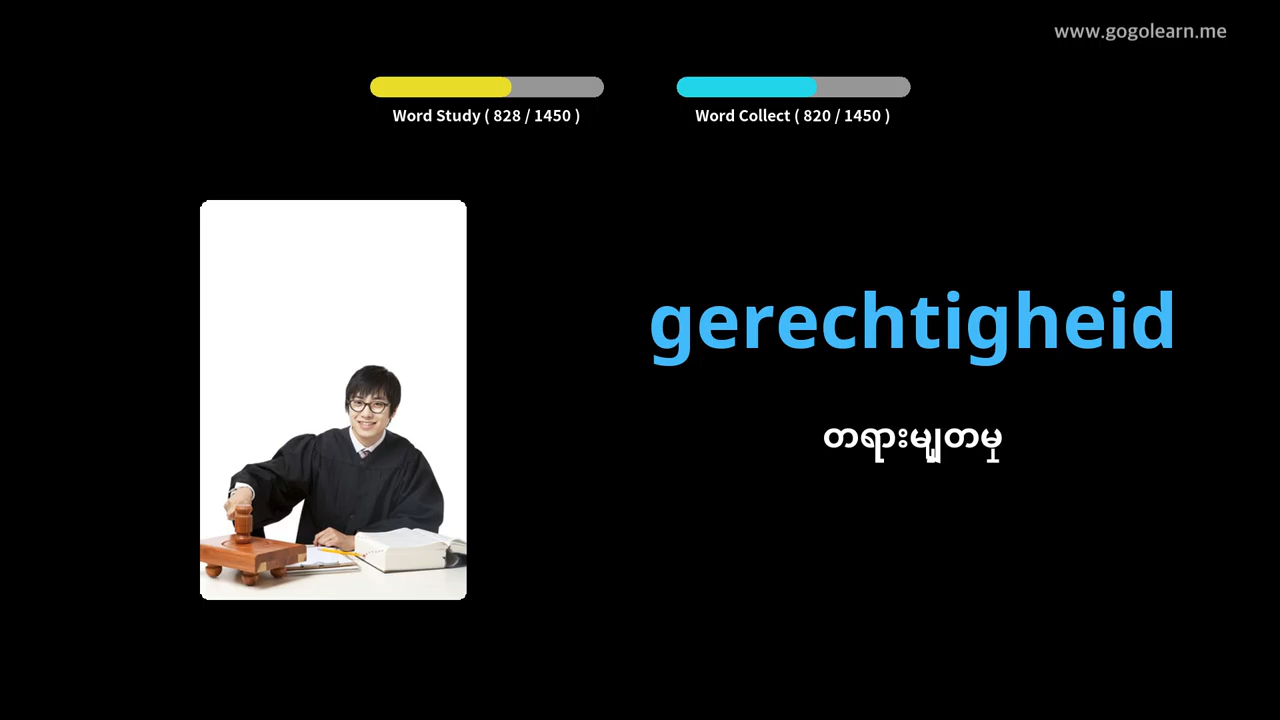 www.gogolearn.me
Word Study ( 828 / 1450 )
Word Collect ( 820 / 1450 )
gerechtigheid
တရားမျှတမှု